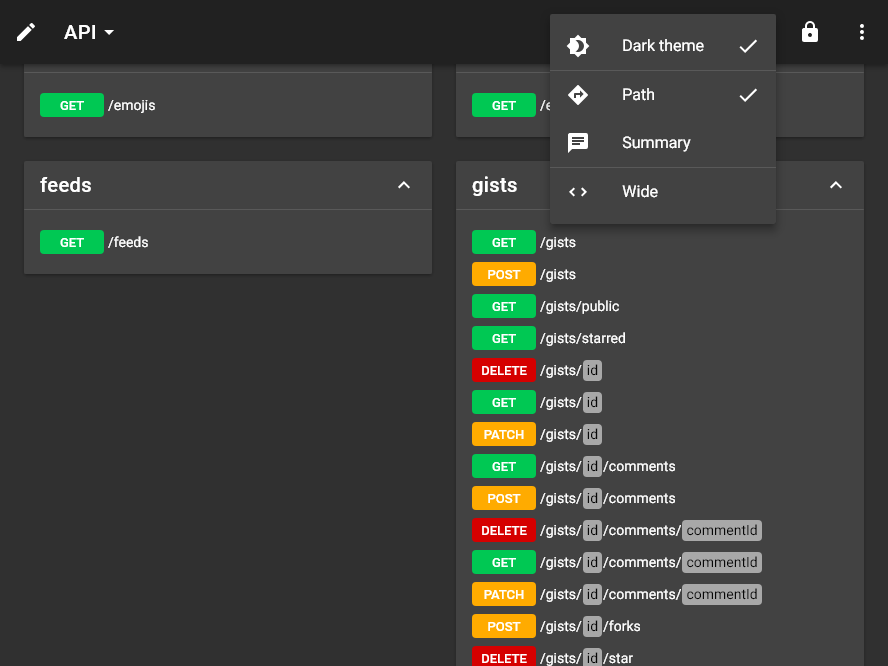 API
Dark theme
Path
Summary
Wide
GET /emojis
GET /e
feeds
GET /feeds
gists
GET /gists
POST /gists
GET /gists/public
GET /gists/starred
DELETE /gists/ id
GET /gists/ id
PATCH /gists/ id
GET /gists/ id /comments
POST /gists/ id /comments
DELETE /gists/ id /comments/ commentId
GET /gists/ id /comments/ commentId
PATCH /gists/ id /comments/ commentId
POST /gists/ id /forks
DELETE /gists/ id /star